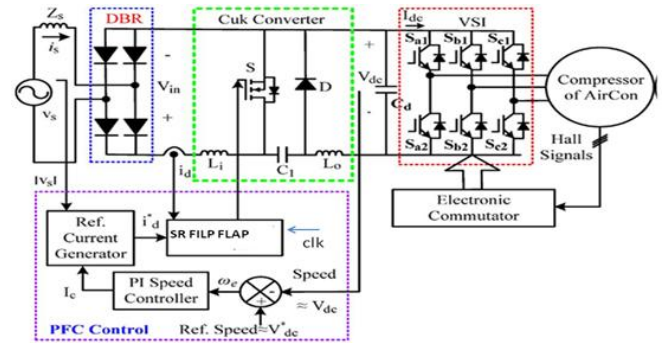 Zs
DBR
Cuk Converter
Idc
VSI
is
-
S
+
Sa1
Sb1
Sc1
Vin
D
Vdc
Cd
Compressor
of AirCon
vs
+
-
Sa2
Sb2
Sc2
Hall
Signals
|vs|
id
Li
C1
Lo
Ref.
Current
Generator
i*d
SR FILP FLAP
clk
Electronic
Commutator
Ic
PI Speed
Controller
ωe
-
+
Speed
≈ Vdc
PFC Control
Ref. Speed≈V*dc